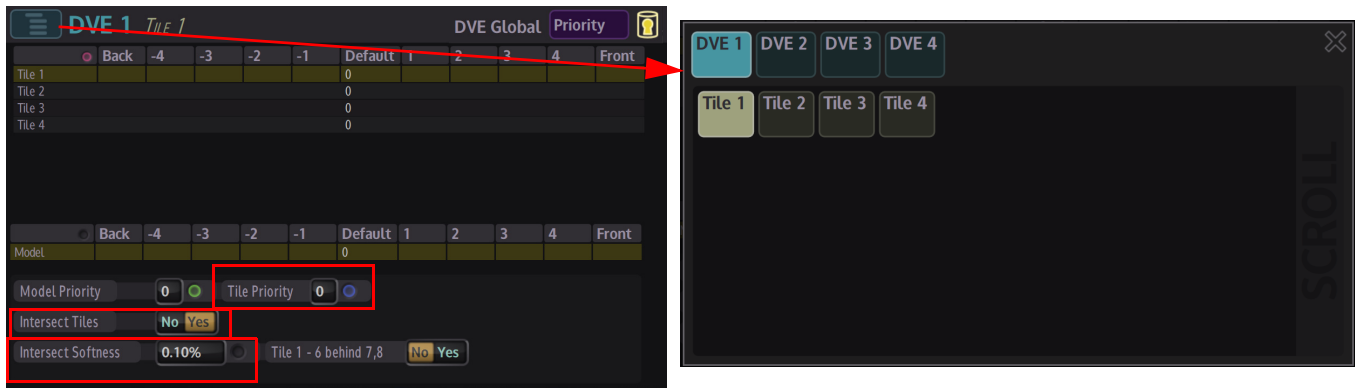 DVE 1 Tile 1 DVE Global Priority
Back -4 -3 -2 -1 Default 1 2 3 4 Front
Tile 1 0
Tile 2 0
Tile 3 0
Tile 4 0
Back -4 -3 -2 -1 Default 1 2 3 4 Front
Model 0
Model Priority 0 Tile Priority 0
Intersect Tiles No Yes
Intersect Softness 0.10% Tile 1 - 6 behind 7,8 No Yes
DVE 1 DVE 2 DVE 3 DVE 4
Tile 1 Tile 2 Tile 3 Tile 4
SCROLL